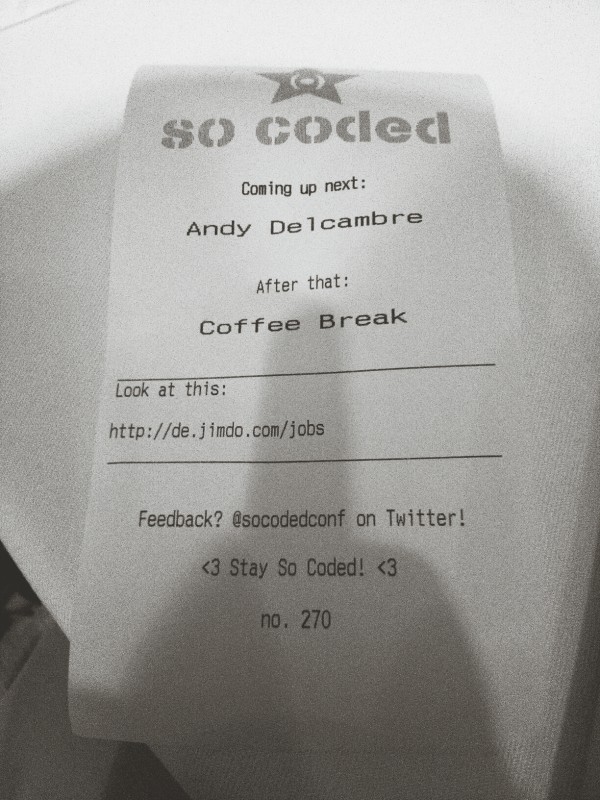 so coded
Coming up next:
Andy Delcambre
After that:
Coffee Break
Look at this:
http://de.jimdo.com/jobs
Feedback? @socodedconf on Twitter!
<3 Stay So Coded! <3
no. 270